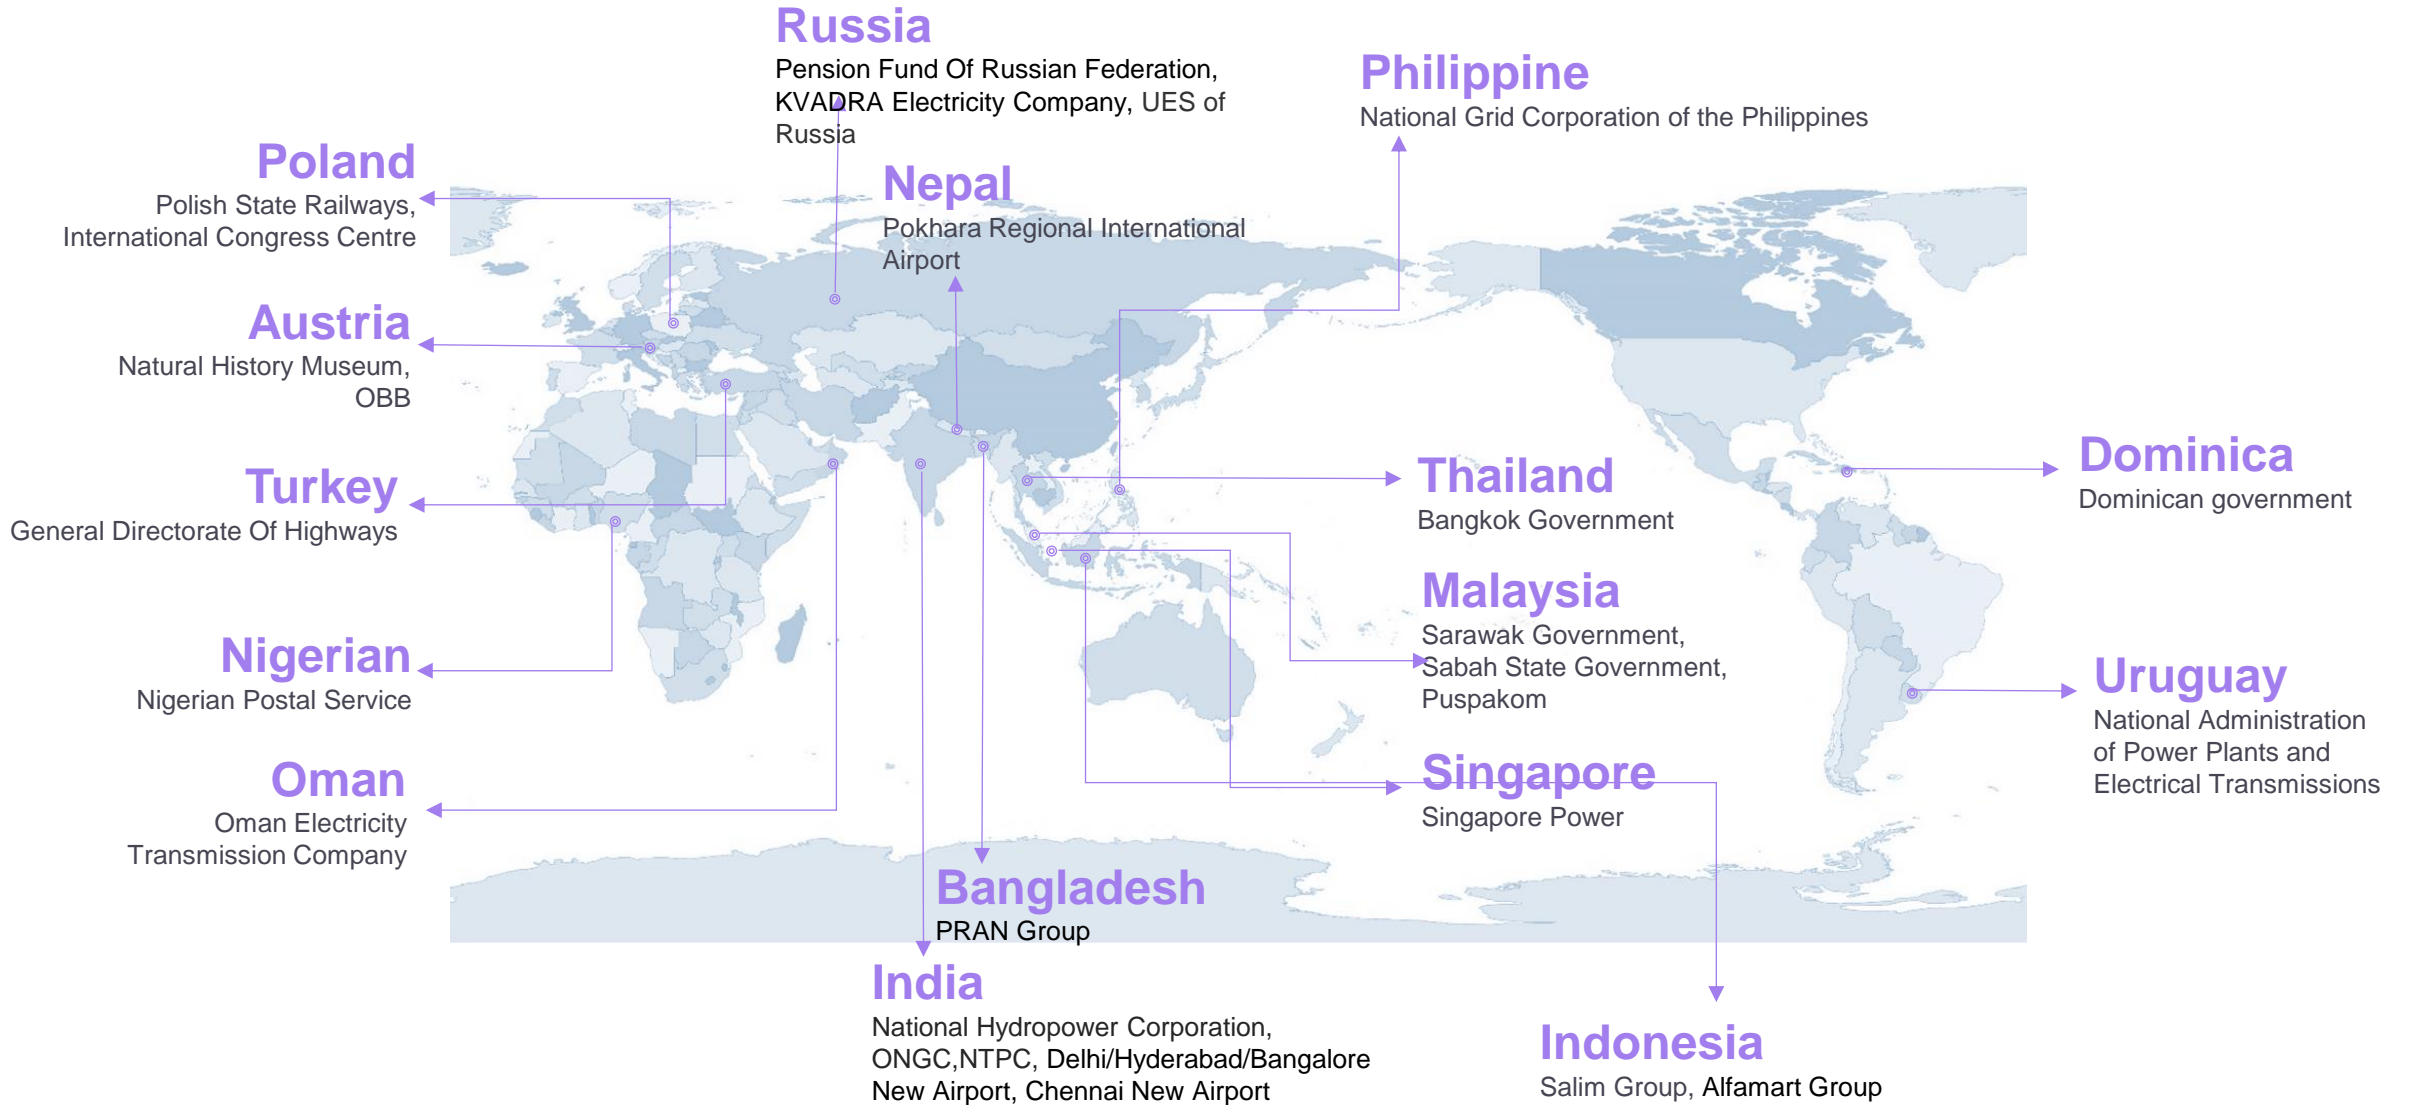 Russia
Pension Fund Of Russian Federation,
KVADRA Electricity Company, UES of
Russia
Philippine
National Grid Corporation of the Philippines
Poland
Polish State Railways,
International Congress Centre
Nepal
Pokhara Regional International
Airport
Austria
Natural History Museum,
OBB
Turkey
General Directorate Of Highways
Thailand
Bangkok Government
Dominica
Dominican government
Malaysia
Sarawak Government,
Sabah State Government,
Puspakom
Nigerian
Nigerian Postal Service
Uruguay
National Administration
of Power Plants and
Electrical Transmissions
Oman
Oman Electricity
Transmission Company
Singapore
Singapore Power
Bangladesh
PRAN Group
India
National Hydropower Corporation,
ONGC,NTPC, Delhi/Hyderabad/Bangalore
New Airport, Chennai New Airport
Indonesia
Salim Group, Alfamart Group